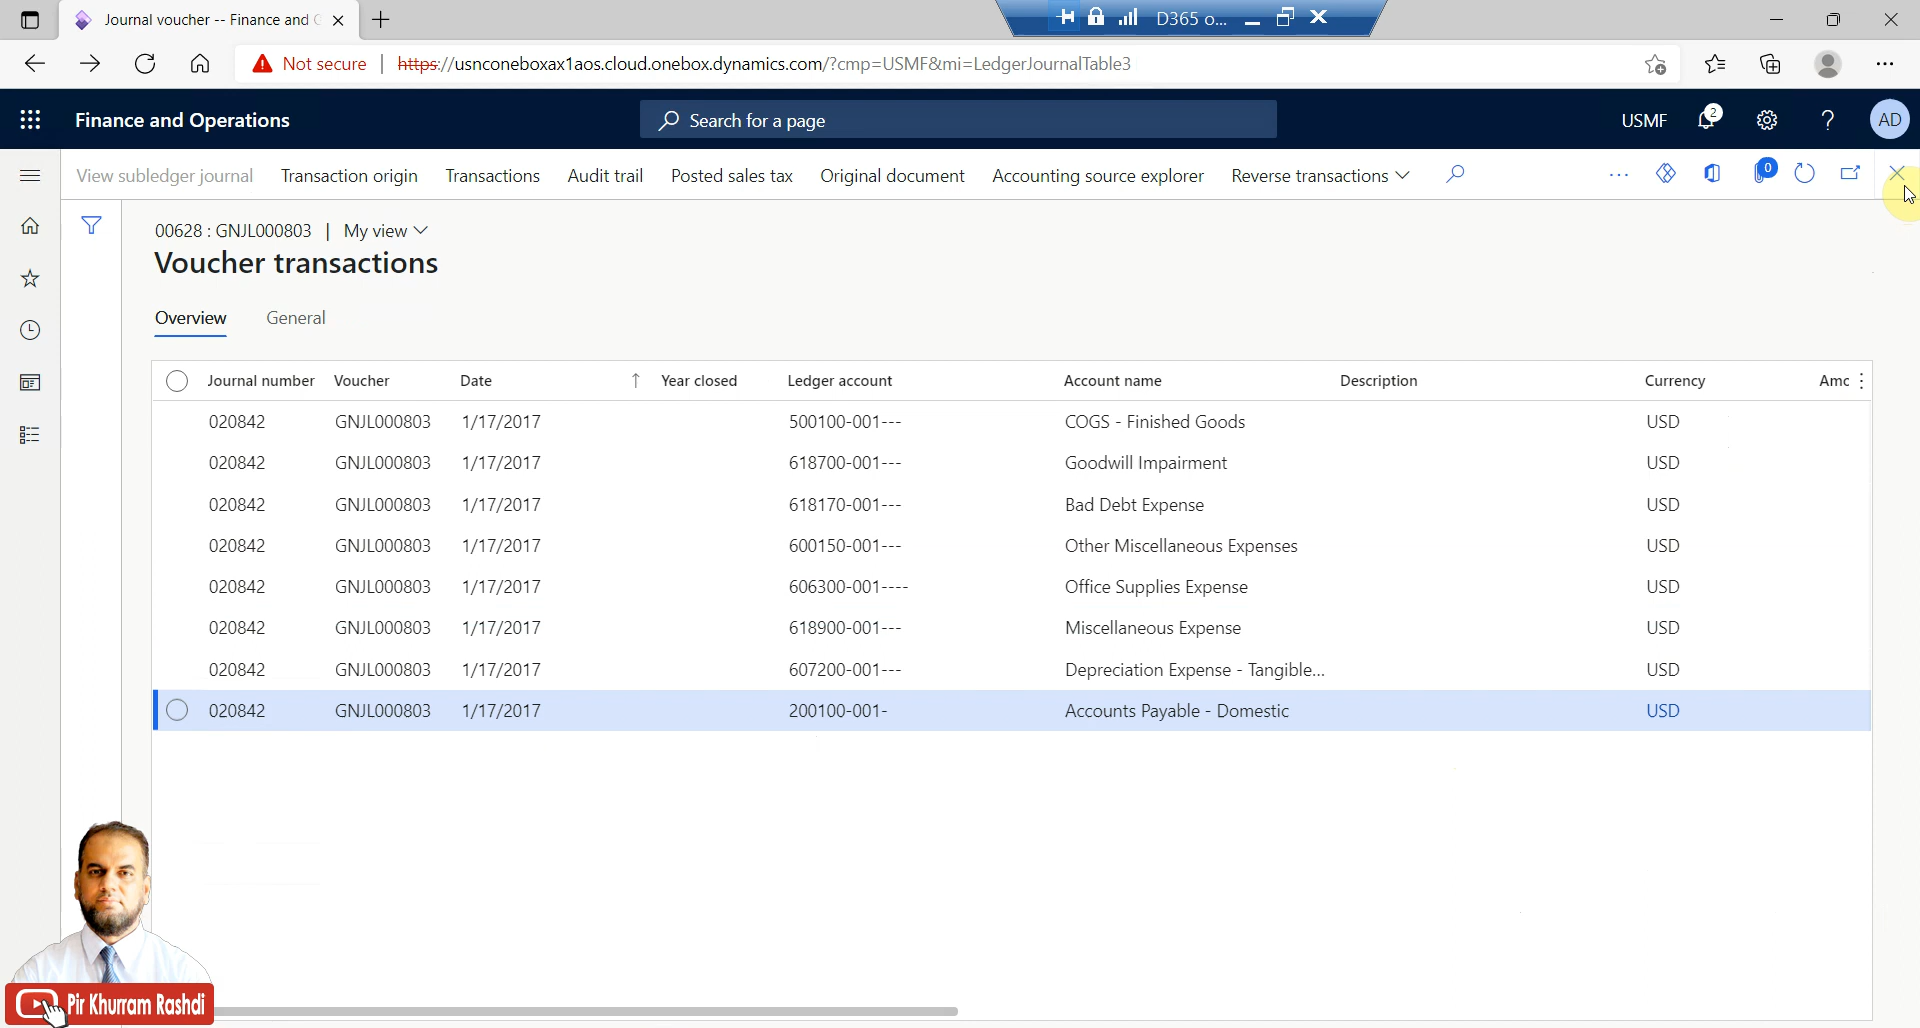 Journal voucher -- Finance and
D365 o...
Not secure
https://usnconeboxax1aos.cloud.onebox.dynamics.com/?cmp=USMF&mi=LedgerJournalTable3
Finance and Operations
Search for a page
USMF
2
?
AD
View subledger journal
Transaction origin
Transactions
Audit trail
Posted sales tax
Original document
Accounting source explorer
Reverse transactions
0
00628 : GNJL000803 | My view
Voucher transactions
Overview
General
Journal number Voucher Date Year closed Ledger account Account name Description Currency Amc
020842 GNJL000803 1/17/2017 500100-001--- COGS - Finished Goods USD
020842 GNJL000803 1/17/2017 618700-001--- Goodwill Impairment USD
020842 GNJL000803 1/17/2017 618170-001--- Bad Debt Expense USD
020842 GNJL000803 1/17/2017 600150-001--- Other Miscellaneous Expenses USD
020842 GNJL000803 1/17/2017 606300-001---- Office Supplies Expense USD
020842 GNJL000803 1/17/2017 618900-001--- Miscellaneous Expense USD
020842 GNJL000803 1/17/2017 607200-001--- Depreciation Expense - Tangible... USD
020842 GNJL000803 1/17/2017 200100-001- Accounts Payable - Domestic USD
Pir Khurram Rashdi